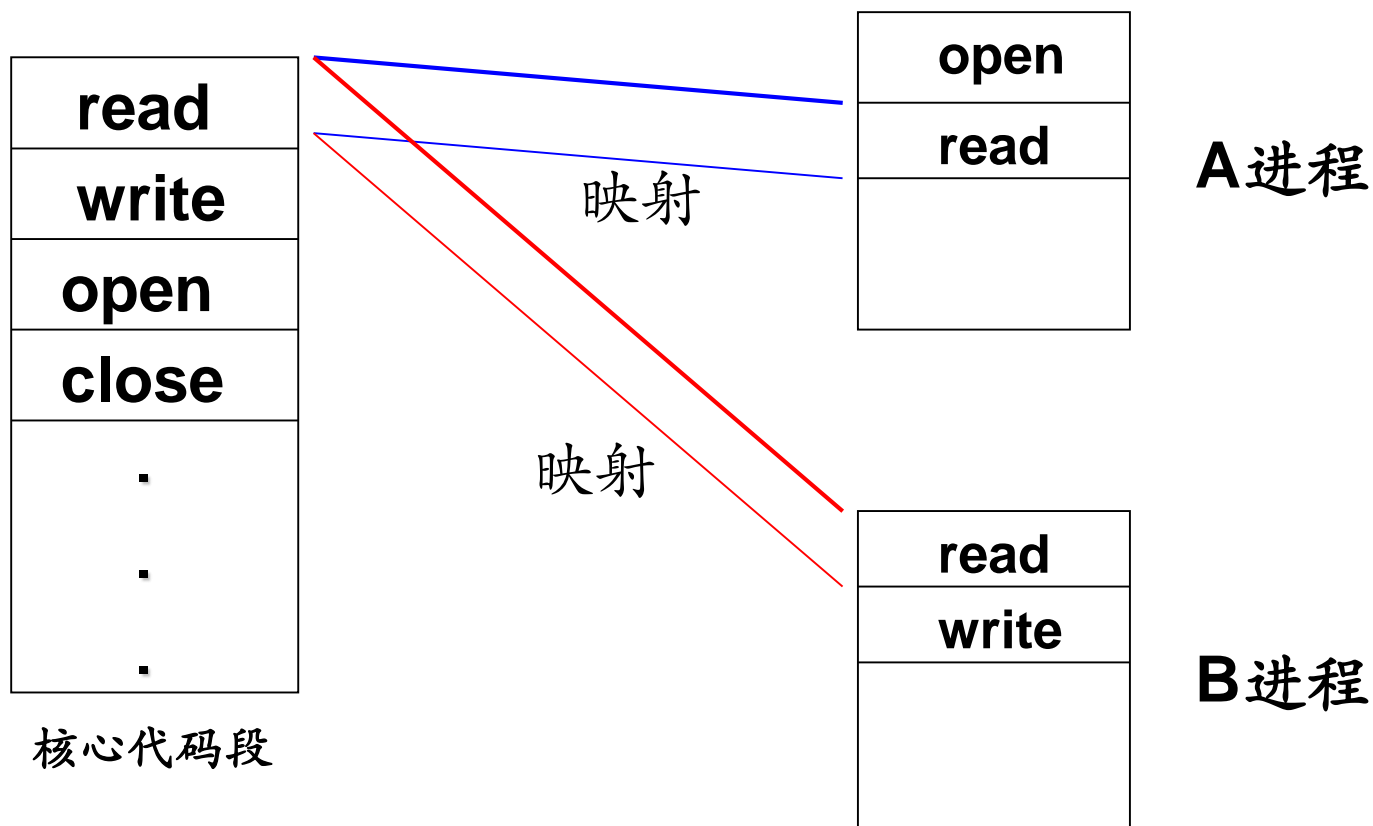 read
write
open
close
.
.
.
核心代码段
映射
映射
open
read
A进程
read
write
B进程